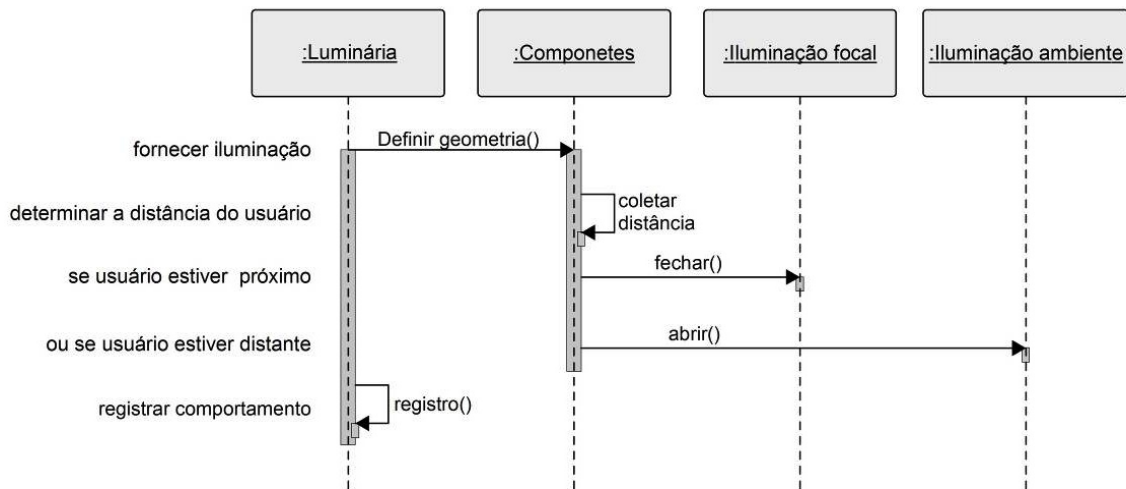 :Luminária
:Componetes
:Iluminação focal
:Iluminação ambiente
fornecer iluminação
Definir geometria()
determinar a distância do usuário
coletar
distância
se usuário estiver próximo
fechar()
ou se usuário estiver distante
abrir()
registrar comportamento
registro()